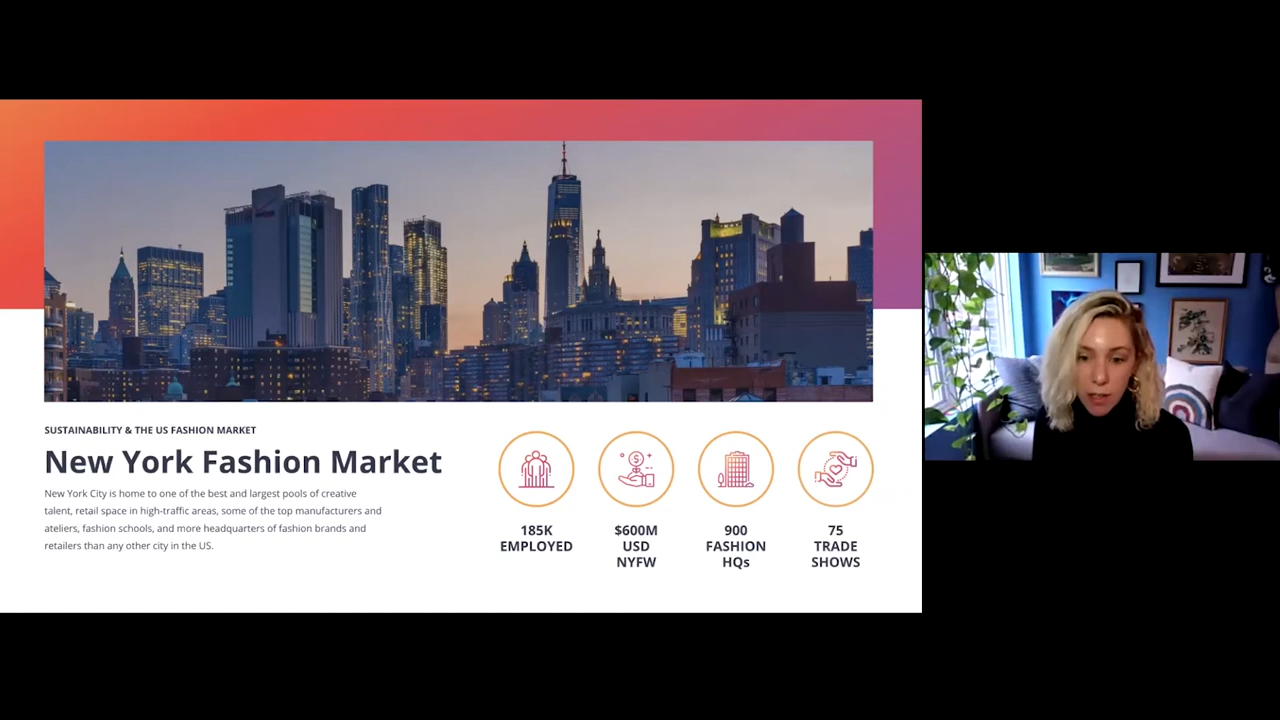 SUSTAINABILITY & THE US FASHION MARKET
New York Fashion Market
New York City is home to one of the best and largest pools of creative
talent, retail space in high-traffic areas, some of the top manufacturers and
ateliers, fashion schools, and more headquarters of fashion brands and
retailers than any other city in the US.
185K
EMPLOYED
$600M
USD
NYFW
900
FASHION
HQs
75
TRADE
SHOWS